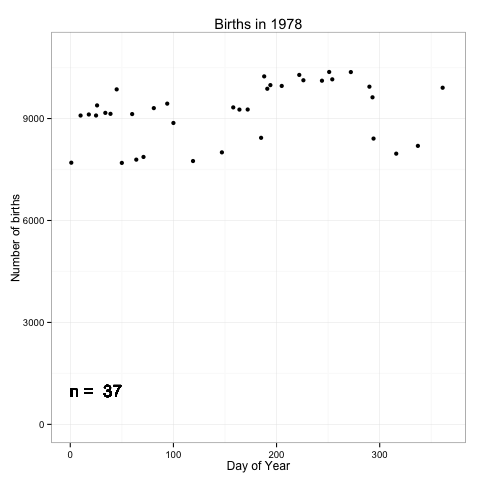 Births in 1978
Number of births
9000
6000
3000
0
n = 37
0 100 200 300
Day of Year